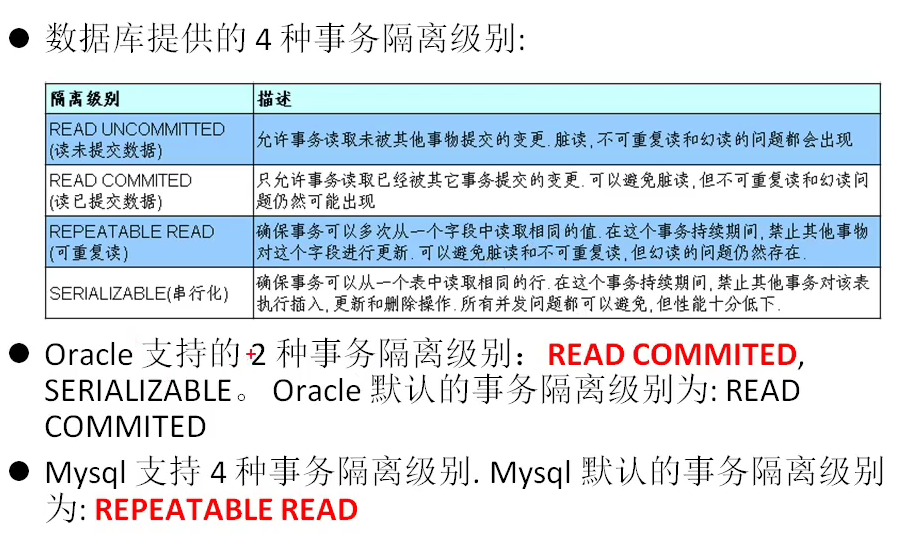 ● 数据库提供的 4 种事务隔离级别:
隔离级别 描述
READ UNCOMMITTED
(读未提交数据)
允许事务读取未被其他事物提交的变更.脏读,不可重复读和幻读的问题都会出现
READ COMMITED
(读已提交数据)
只允许事务读取已经被其它事务提交的变更.可以避免脏读,但不可重复读和幻读问
题仍然可能出现
REPEATABLE READ
(可重复读)
确保事务可以多次从一个字段中读取相同的值.在这个事务持续期间,禁止其他事物
对这个字段进行更新.可以避免脏读和不可重复读,但幻读的问题仍然存在.
SERIALIZABLE(串行化)
确保事务可以从一个表中读取相同的行.在这个事务持续期间,禁止其他事务对该表
执行插入,更新和删除操作.所有并发问题都可以避免,但性能十分低下.
● Oracle 支持的 2 种事务隔离级别：READ COMMITED,
SERIALIZABLE。 Oracle 默认的事务隔离级别为: READ
COMMITED
● Mysql 支持 4 种事务隔离级别. Mysql 默认的事务隔离级别
为: REPEATABLE READ